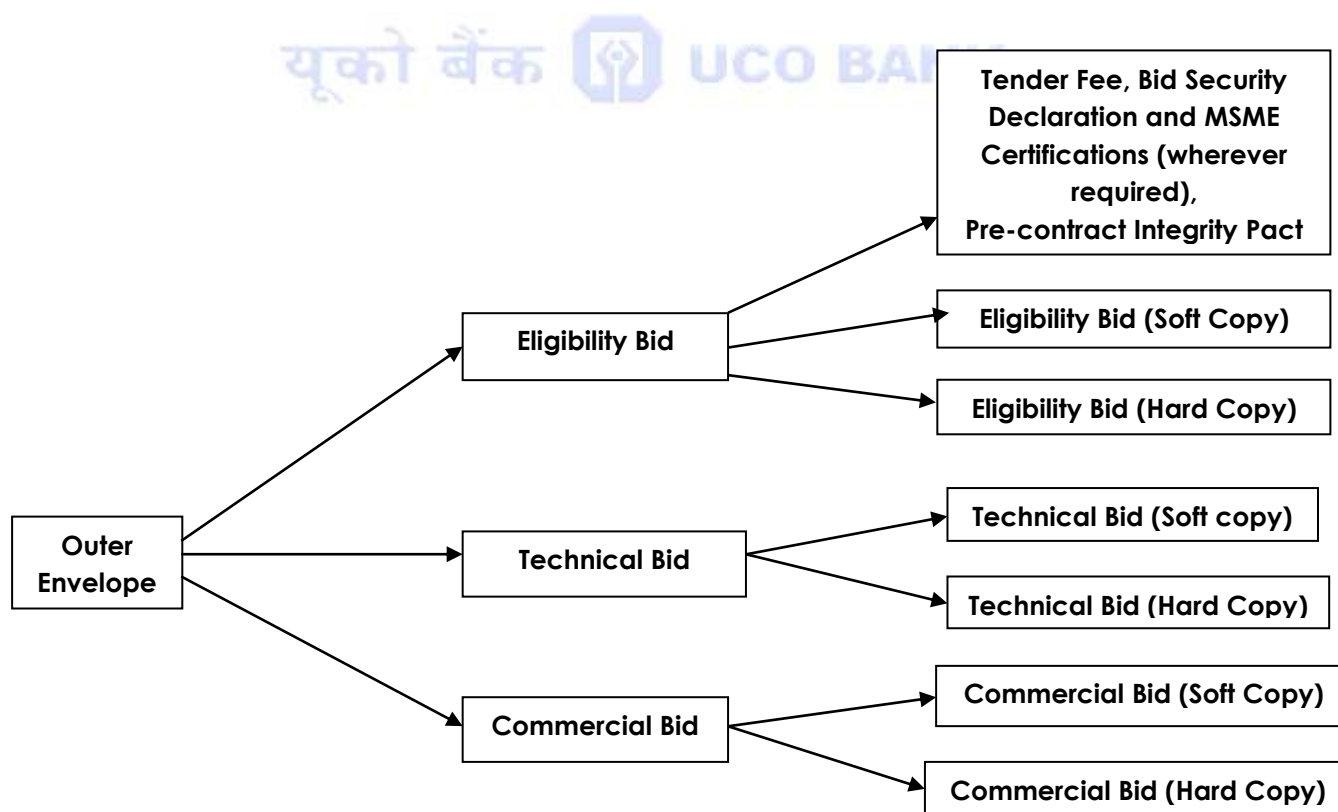 यूको बैंक UCO BANK
Tender Fee, Bid Security
Declaration and MSME
Certifications (wherever
required),
Pre-contract Integrity Pact
Eligibility Bid
Eligibility Bid (Soft Copy)
Eligibility Bid (Hard Copy)
Outer
Envelope
Technical Bid
Technical Bid (Soft copy)
Technical Bid (Hard Copy)
Commercial Bid
Commercial Bid (Soft Copy)
Commercial Bid (Hard Copy)